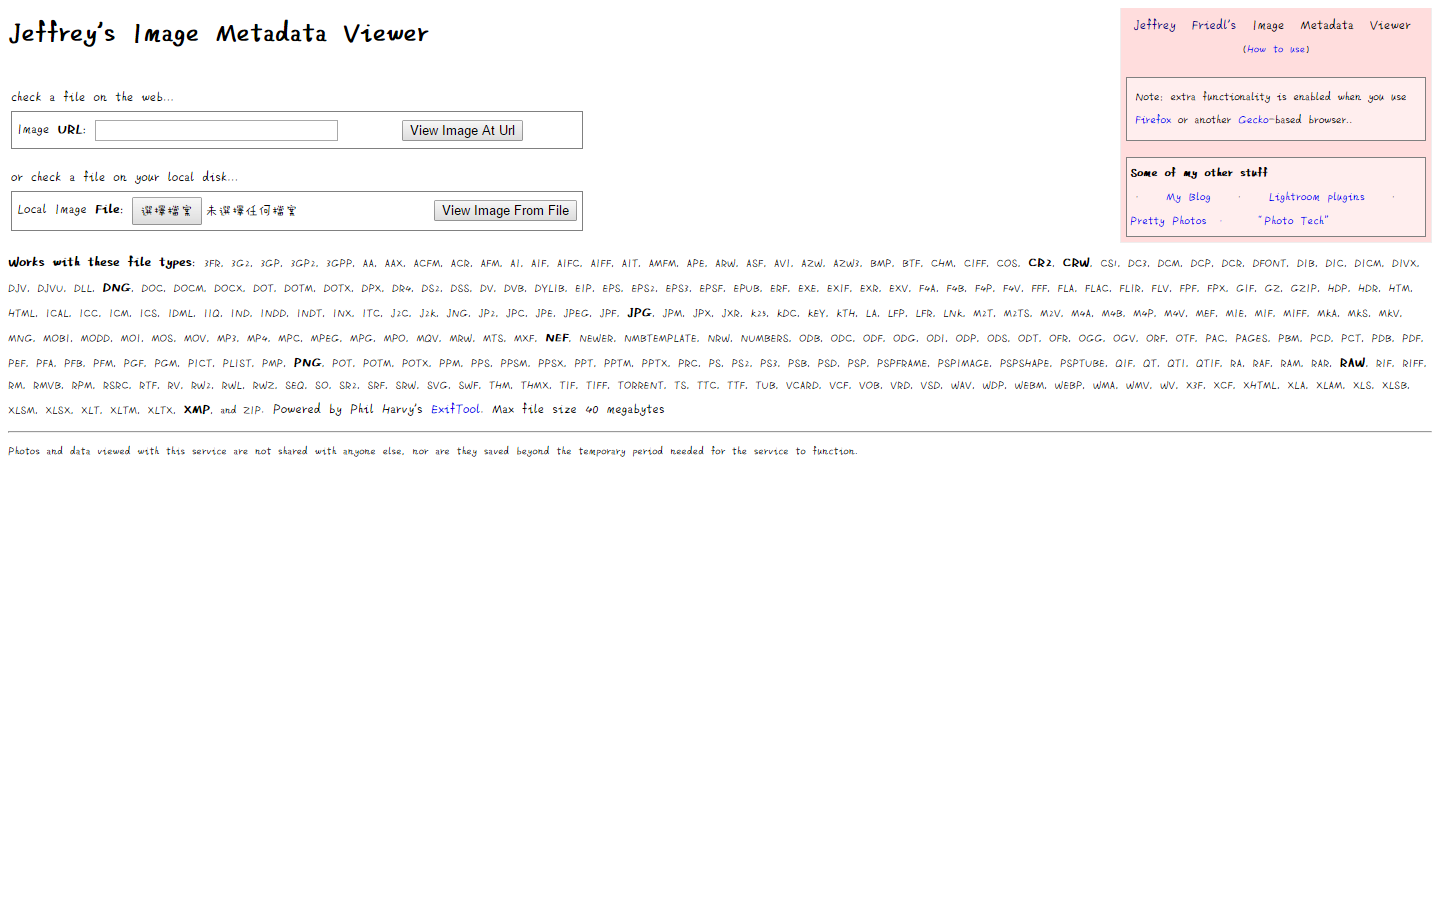 Jeffrey's Image Metadata Viewer
check a file on the web...
Image URL: View Image At Url
or check a file on your local disk...
Local Image File: 選擇檔案 未選擇任何檔案 View Image From File
Jeffrey Friedl's Image Metadata Viewer
(How to use)
Note: extra functionality is enabled when you use
Firefox or another Gecko-based browser..
Some of my other stuff
· My Blog · Lightroom plugins ·
Pretty Photos · "Photo Tech"
Works with these file types: 3FR, 3G2, 3GP, 3GP2, 3GPP, AA, AAX, ACFM, ACR, AFM, AI, AIF, AIFC, AIFF, AIT, AMFM, APE, ARW, ASF, AVI, AZW, AZW3, BMP, BTF, CHM, CIFF, COS, CR2, CRW, CS1, DC3, DCM, DCP, DCR, DFONT, DIB, DIC, DICM, DIVX,
DJV, DJVU, DLL, DNG, DOC, DOCM, DOCX, DOT, DOTM, DOTX, DPX, DR4, DS2, DSS, DV, DVB, DYLIB, EIP, EPS, EPS2, EPS3, EPSF, EPUB, ERF, EXE, EXIF, EXR, EXV, F4A, F4B, F4P, F4V, FFF, FLA, FLAC, FLIR, FLV, FPF, FPX, GIF, GZ, GZIP, HDP, HDR, HTM,
HTML, ICAL, ICC, ICM, ICS, IDML, IIQ, IND, INDD, INDT, INX, ITC, J2C, J2K, JNG, JP2, JPC, JPE, JPEG, JPF, JPG, JPM, JPX, JXR, K25, KDC, KEY, KTH, LA, LFP, LFR, LNK, M2T, M2TS, M2V, M4A, M4B, M4P, M4V, MEF, MIE, MIF, MIFF, MKA, MKS, MKV,
MNG, MOBI, MODD, MOI, MOS, MOV, MP3, MP4, MPC, MPEG, MPG, MPO, MQV, MRW, MTS, MXF, NEF, NEWER, NMBTEMPLATE, NRW, NUMBERS, ODB, ODC, ODF, ODG, ODI, ODP, ODS, ODT, OFR, OGG, OGV, ORF, OTF, PAC, PAGES, PBM, PCD, PCT, PDB, PDF,
PEF, PFA, PFB, PFM, PGF, PGM, PICT, PLIST, PMP, PNG, POT, POTM, POTX, PPM, PPS, PPSM, PPSX, PPT, PPTM, PPTX, PRC, PS, PS2, PS3, PSB, PSD, PSP, PSPFRAME, PSPIMAGE, PSPSHAPE, PSPTUBE, QIF, QT, QTI, QTIF, RA, RAF, RAM, RAR, RAW, RIF, RIFF,
RM, RMVB, RPM, RSRC, RTF, RV, RW2, RWL, RWZ, SEQ, SO, SR2, SRF, SRW, SVG, SWF, THM, THMX, TIF, TIFF, TORRENT, TS, TTC, TTF, TUB, VCARD, VCF, VOB, VRD, VSD, WAV, WDP, WEBM, WEBP, WMA, WMV, WV, X3F, XCF, XHTML, XLA, XLAM, XLS, XLSB,
XLSM, XLSX, XLT, XLTM, XLTX, XMP, and ZIP. Powered by Phil Harvy's ExifTool. Max file size 40 megabytes
Photos and data viewed with this service are not shared with anyone else, nor are they saved beyond the temporary period needed for the service to function.